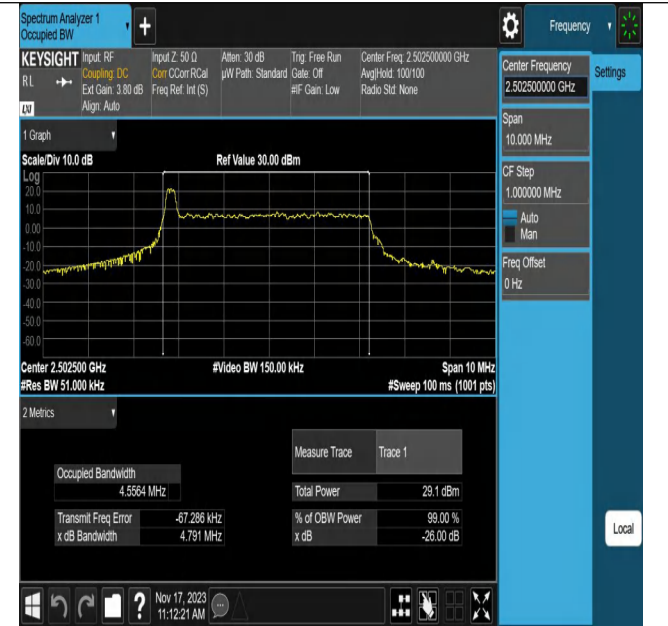 Spectrum Analyzer 1
Occupied BW
+
Frequency
KEYSIGHT
RL
LXI
Input: RF
Coupling: DC
Ext Gain: 3.80 dB
Align: Auto
Input Z: 50 Ω
Corr CCorr RCal
Freq Ref: Int (S)
Atten: 30 dB
µW Path: Standard
Trig: Free Run
Gate: Off
#IF Gain: Low
Center Freq: 2.502500000 GHz
Avg|Hold: 100/100
Radio Std: None
Center Frequency
2.502500000 GHz
Settings
Span
10.000 MHz
CF Step
1.000000 MHz
Auto
Man
Freq Offset
0 Hz
Local
1 Graph
Scale/Div 10.0 dB
Ref Value 30.00 dBm
Log
20.0
10.0
0.00
-10.0
-20.0
-30.0
-40.0
-50.0
-60.0
Center 2.502500 GHz
#Video BW 150.00 kHz
Span 10 MHz
#Res BW 51.000 kHz
#Sweep 100 ms (1001 pts)
2 Metrics
Measure Trace
Trace 1
Occupied Bandwidth
4.5564 MHz
Total Power
29.1 dBm
Transmit Freq Error
-67.286 kHz
% of OBW Power
99.00 %
x dB Bandwidth
4.791 MHz
x dB
-26.00 dB
?
Nov 17, 2023
11:12:21 AM